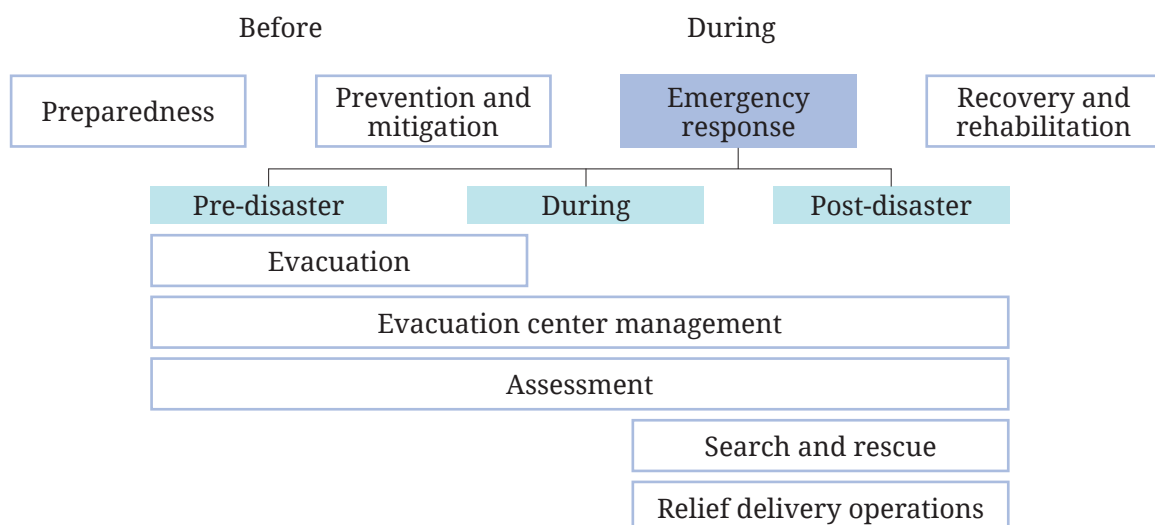 Before
During
Preparedness
Prevention and
mitigation
Emergency
response
Recovery and
rehabilitation
Pre-disaster
During
Post-disaster
Evacuation
Evacuation center management
Assessment
Search and rescue
Relief delivery operations